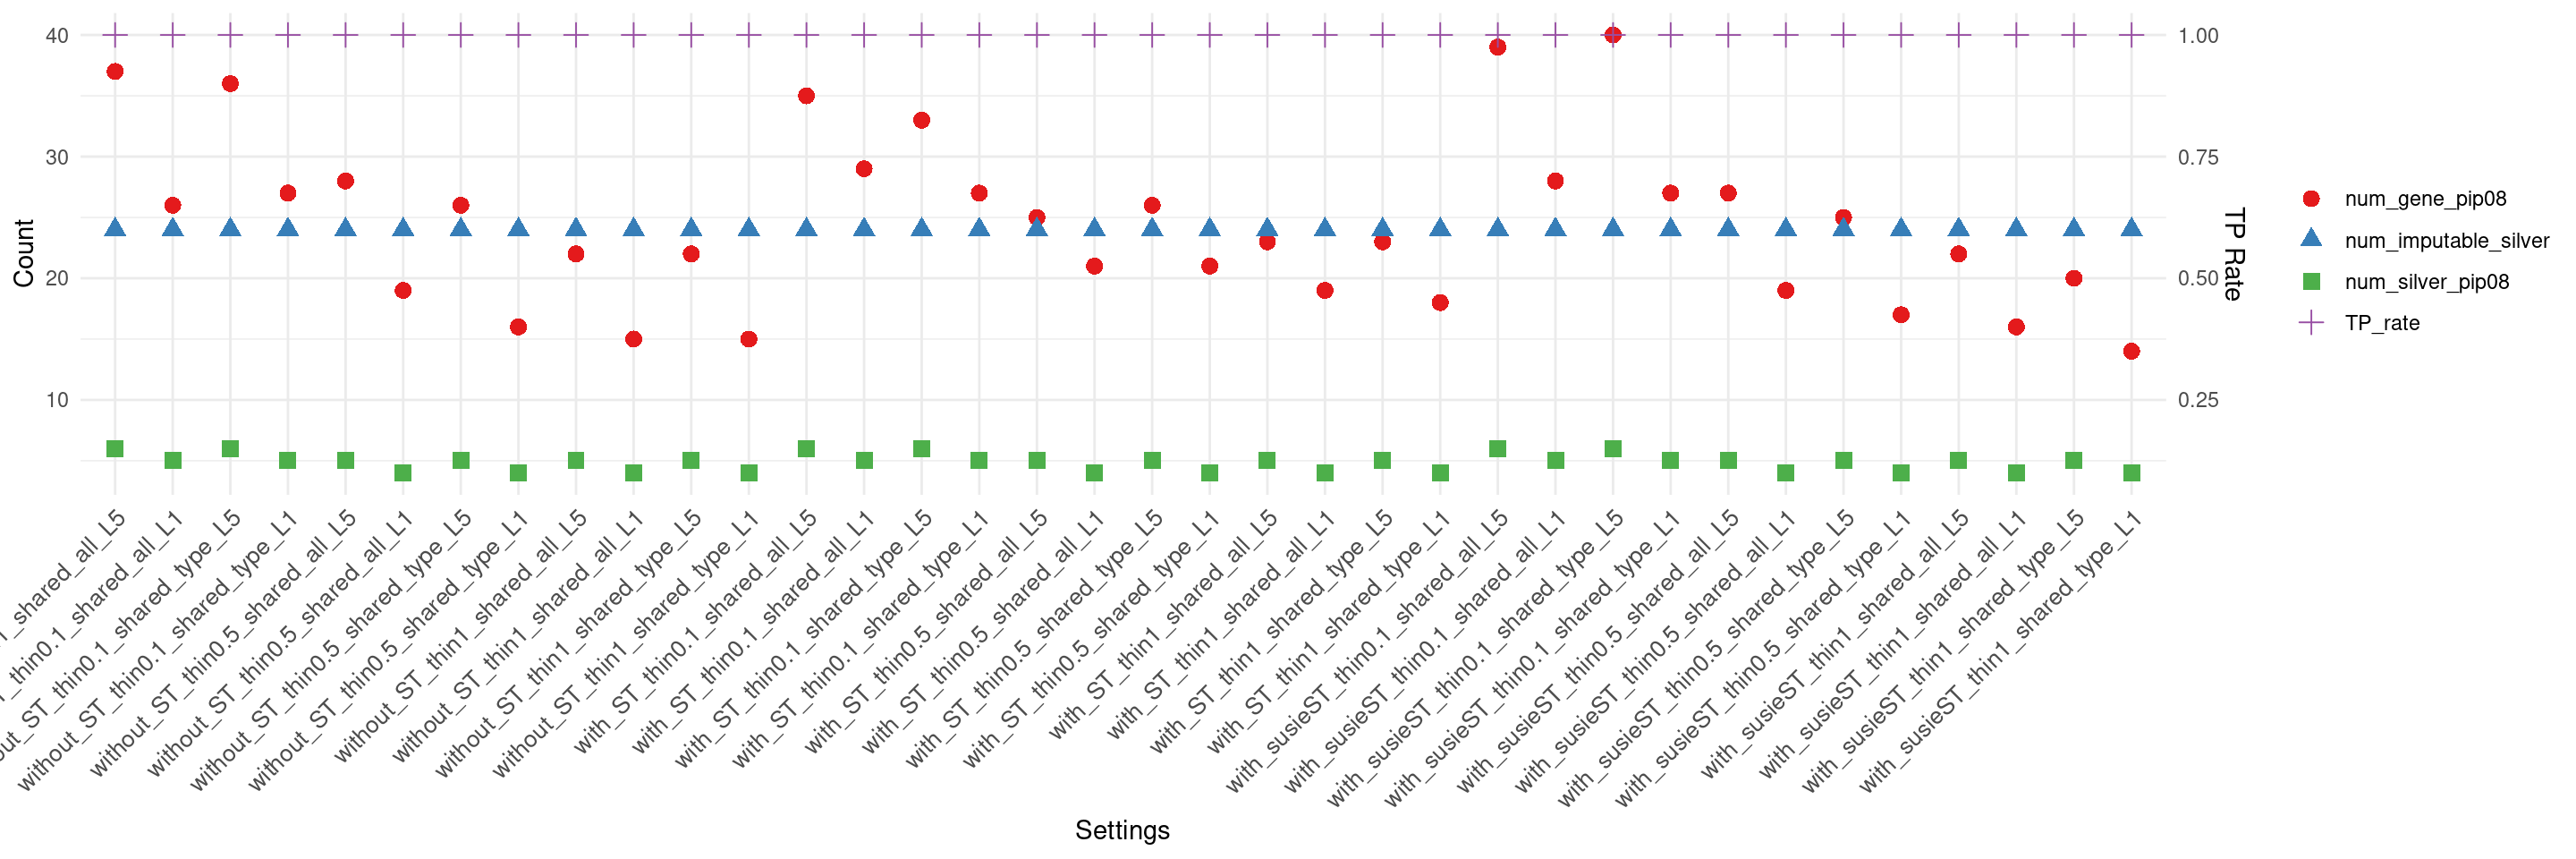 40
30
20
10
Count
1.00
0.75
0.50
0.25
TP Rate
num_gene_pip08
num_imputable_silver
num_silver_pip08
TP_rate
1_shared_all_L5
_thin0.1_shared_all_L1
out_ST_thin0.1_shared_type_L5
without_ST_thin0.1_shared_type_L1
without_ST_thin0.5_shared_all_L5
without_ST_thin0.5_shared_all_L1
without_ST_thin0.5_shared_type_L5
without_ST_thin0.5_shared_type_L1
without_ST_thin1_shared_all_L5
without_ST_thin1_shared_all_L1
without_ST_thin1_shared_type_L5
without_ST_thin1_shared_type_L1
with_ST_thin0.1_shared_all_L5
with_ST_thin0.1_shared_all_L1
with_ST_thin0.1_shared_type_L5
with_ST_thin0.1_shared_type_L1
with_ST_thin0.5_shared_all_L5
with_ST_thin0.5_shared_all_L1
with_ST_thin0.5_shared_type_L5
with_ST_thin0.5_shared_type_L1
with_ST_thin1_shared_all_L5
with_ST_thin1_shared_all_L1
with_ST_thin1_shared_type_L5
with_ST_thin1_shared_type_L1
with_susieST_thin0.1_shared_all_L5
with_susieST_thin0.1_shared_all_L1
with_susieST_thin0.1_shared_type_L5
with_susieST_thin0.1_shared_type_L1
with_susieST_thin0.5_shared_all_L5
with_susieST_thin0.5_shared_all_L1
with_susieST_thin0.5_shared_type_L5
with_susieST_thin0.5_shared_type_L1
with_susieST_thin1_shared_all_L5
with_susieST_thin1_shared_all_L1
with_susieST_thin1_shared_type_L5
with_susieST_thin1_shared_type_L1
Settings